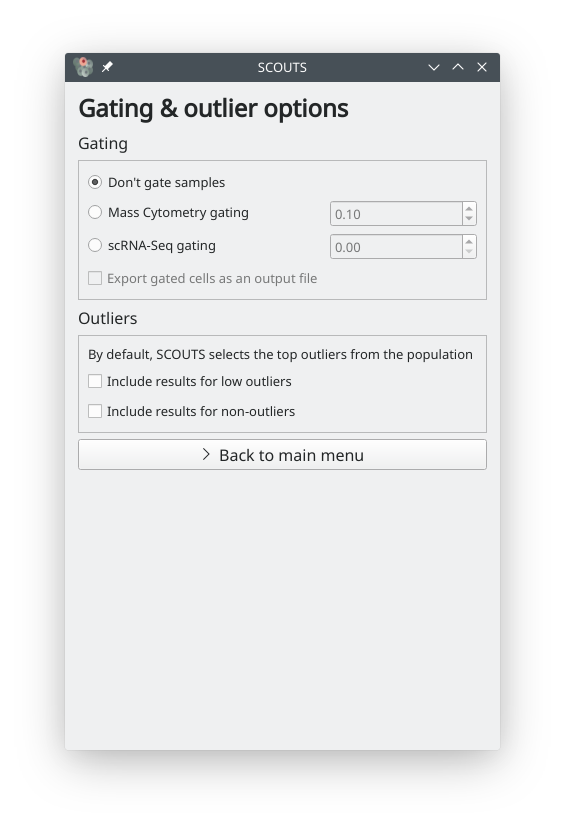 SCOUTS
Gating & outlier options
Gating
Don't gate samples
Mass Cytometry gating 0.10
scRNA-Seq gating 0.00
Export gated cells as an output file
Outliers
By default, SCOUTS selects the top outliers from the population
Include results for low outliers
Include results for non-outliers
Back to main menu